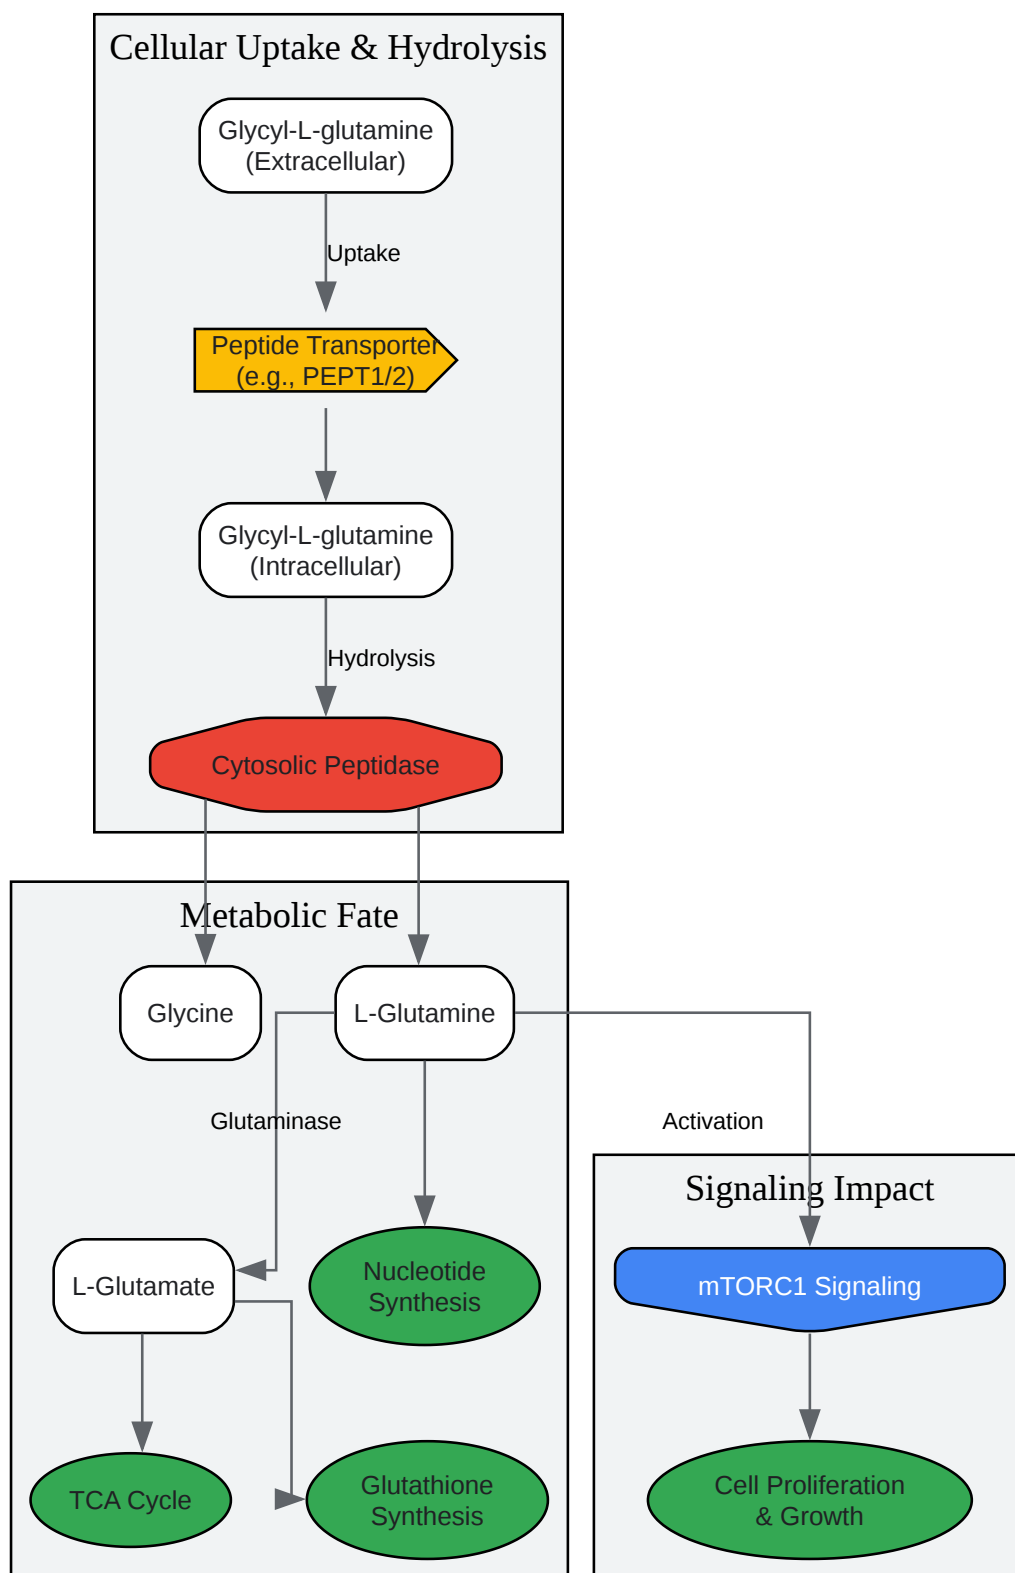 Cellular Uptake & Hydrolysis
Glycyl-L-glutamine
(Extracellular)
Uptake
Peptide Transporter
(e.g., PEPT1/2)
Glycyl-L-glutamine
(Intracellular)
Hydrolysis
Cytosolic Peptidase
Metabolic Fate
Glycine
L-Glutamine
Glutaminase
Activation
Signaling Impact
L-Glutamate
Nucleotide
Synthesis
mTORC1 Signaling
TCA Cycle
Glutathione
Synthesis
Cell Proliferation
& Growth